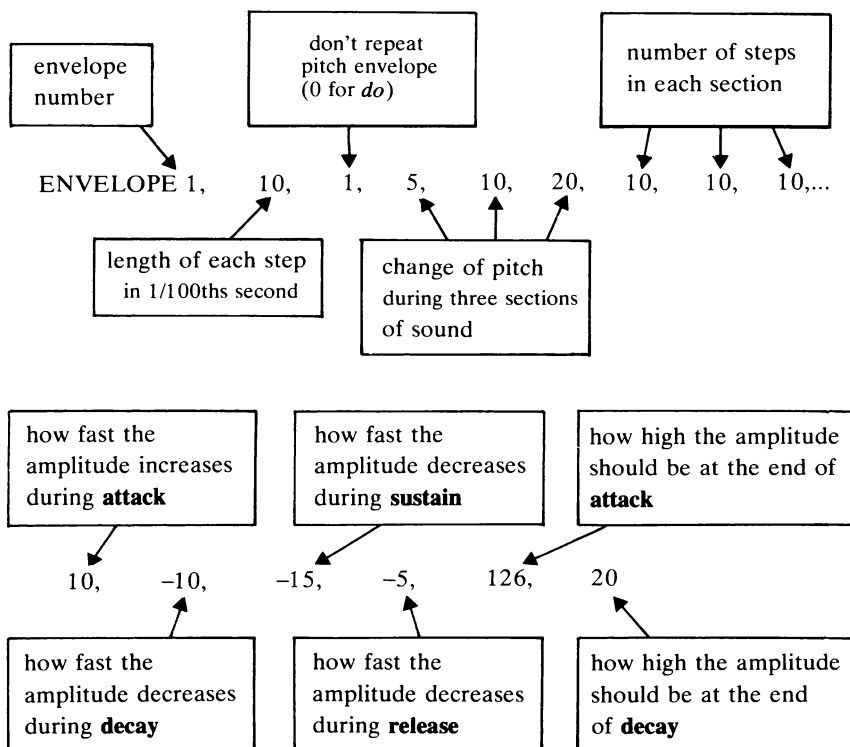 envelope
number
don't repeat
pitch envelope
(0 for do)
number of steps
in each section
ENVELOPE 1, 10, 1, 5, 10, 20, 10, 10, 10,...
length of each step
in 1/100ths second
change of pitch
during three sections
of sound
how fast the
amplitude increases
during attack
how fast the
amplitude decreases
during sustain
how high the amplitude
should be at the end of
attack
10, –10, –15, –5, 126, 20
how fast the
amplitude decreases
during decay
how fast the
amplitude decreases
during release
how high the amplitude
should be at the end
of decay